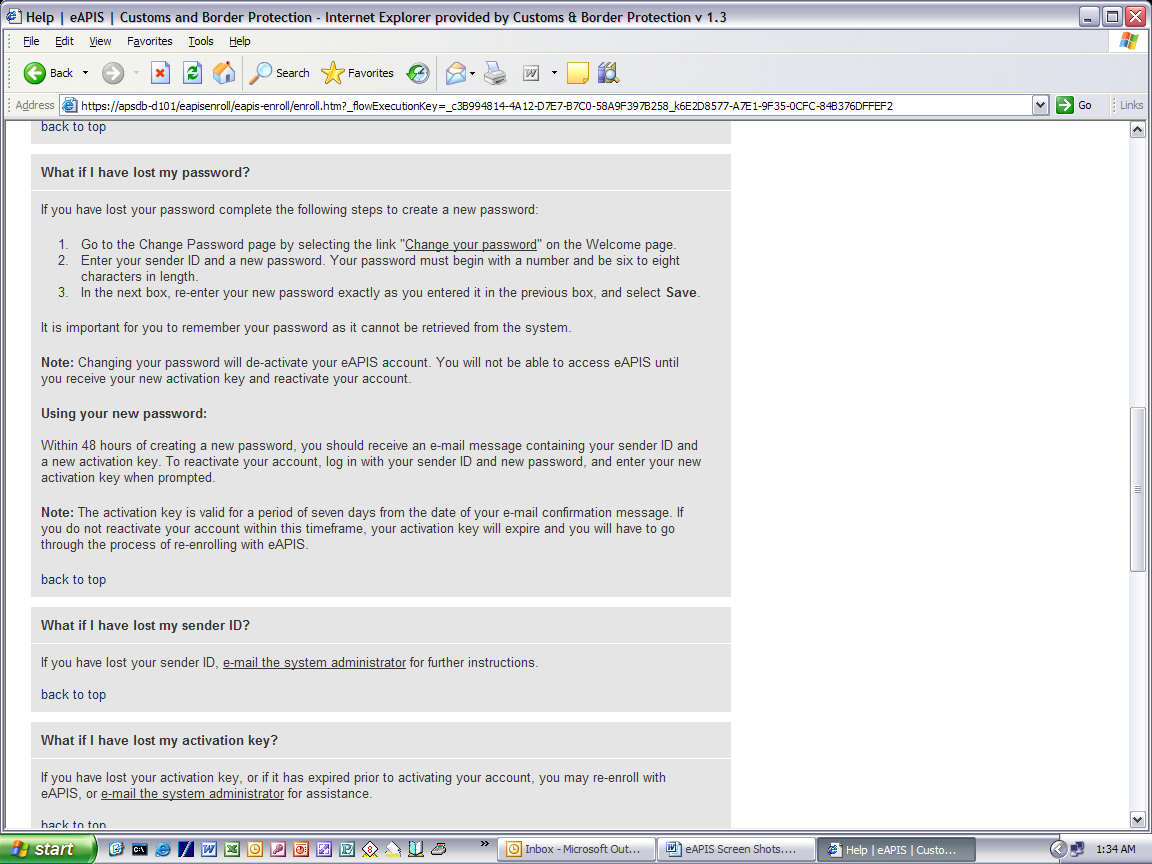 Help | eAPIS | Customs and Border Protection - Internet Explorer provided by Customs & Border Protection v 1.3
File Edit View Favorites Tools Help
Back Search Favorites
Address https://apsdb-d101/eapisenroll/eapis-enroll/enroll.htm?_flowExecutionKey=_c3B994814-4A12-D7E7-B7C0-58A9F397B258_k6E2D8577-A7E1-9F35-0CFC-84B376DFFEF2 Go Links
back to top
What if I have lost my password?
If you have lost your password complete the following steps to create a new password:
1. Go to the Change Password page by selecting the link "Change your password" on the Welcome page.
2. Enter your sender ID and a new password. Your password must begin with a number and be six to eight
characters in length.
3. In the next box, re-enter your new password exactly as you entered it in the previous box, and select Save.
It is important for you to remember your password as it cannot be retrieved from the system.
Note: Changing your password will de-activate your eAPIS account. You will not be able to access eAPIS until
you receive your new activation key and reactivate your account.
Using your new password:
Within 48 hours of creating a new password, you should receive an e-mail message containing your sender ID and
a new activation key. To reactivate your account, log in with your sender ID and new password, and enter your new
activation key when prompted.
Note: The activation key is valid for a period of seven days from the date of your e-mail confirmation message. If
you do not reactivate your account within this timeframe, your activation key will expire and you will have to go
through the process of re-enrolling with eAPIS.
back to top
What if I have lost my sender ID?
If you have lost your sender ID, e-mail the system administrator for further instructions.
back to top
What if I have lost my activation key?
If you have lost your activation key, or if it has expired prior to activating your account, you may re-enroll with
eAPIS, or e-mail the system administrator for assistance.
back to top
start Inbox - Microsoft Out... eAPIS Screen Shots.... Help | eAPIS | Custo... 1:34 AM